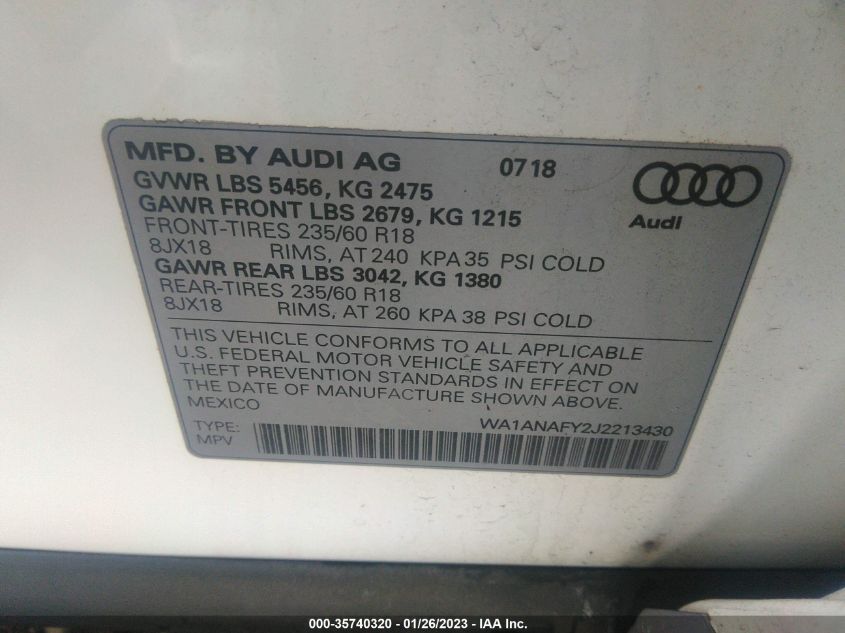 MFD. BY AUDI AG 0718
GVWR LBS 5456, KG 2475
GAWR FRONT LBS 2679, KG 1215
Audi
FRONT-TIRES 235/60 R18
8JX18 RIMS, AT 240 KPA 35 PSI COLD
GAWR REAR LBS 3042, KG 1380
REAR-TIRES 235/60 R18
8JX18 RIMS, AT 260 KPA 38 PSI COLD
THIS VEHICLE CONFORMS TO ALL APPLICABLE
U.S. FEDERAL MOTOR VEHICLE SAFETY AND
THEFT PREVENTION STANDARDS IN EFFECT ON
THE DATE OF MANUFACTURE SHOWN ABOVE.
MEXICO
WA1ANAFY2J2213430
TYPE:
MPV
000-35740320 - 01/26/2023 - IAA Inc.